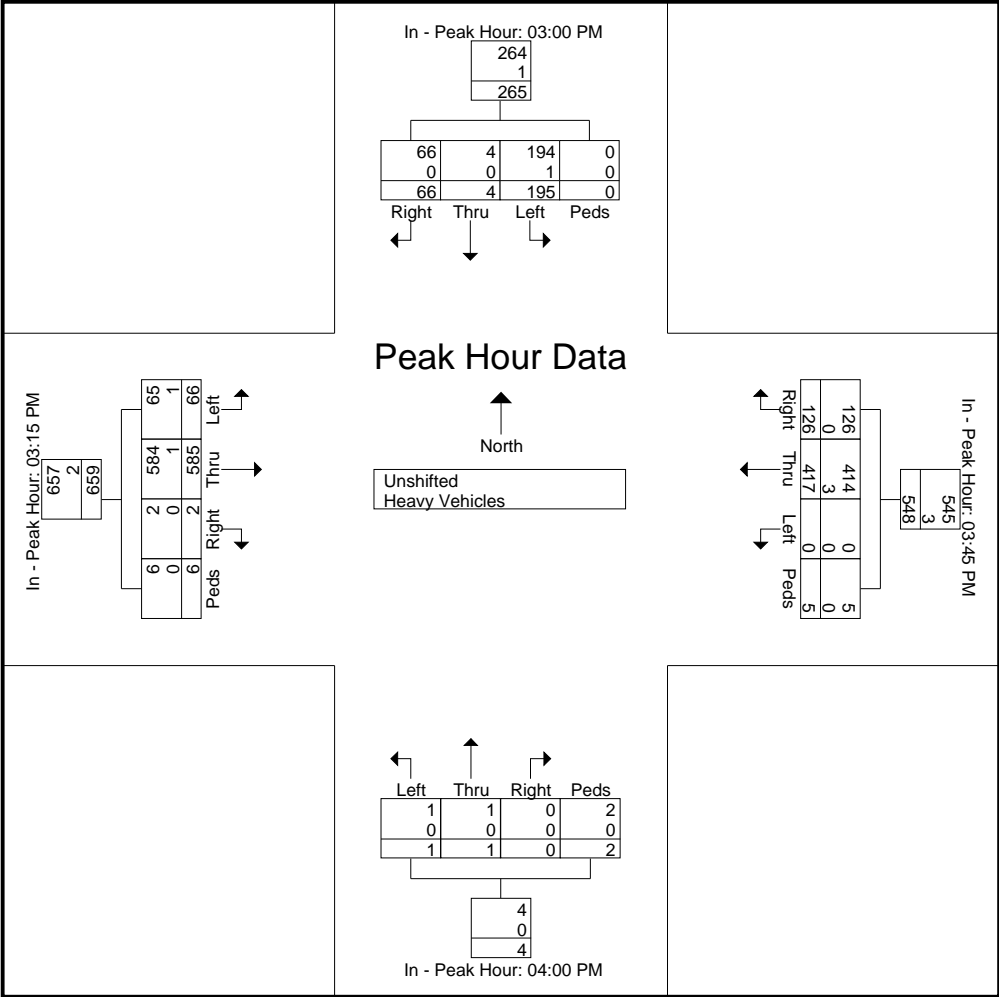 In - Peak Hour: 03:00 PM
264
1
265
66 4 194 0
0 0 1 0
66 4 195 0
Right Thru Left Peds
Peak Hour Data
North
Unshifted
Heavy Vehicles
In - Peak Hour: 03:15 PM
657
2
659
65 1 66 Left
584 1 585 Thru
2 0 2 Right
6 0 6 Peds
Right 126 0 126
Thru 417 3 414
Left 0 0 0
Peds 5 0 5
548
3
545
In - Peak Hour: 03:45 PM
Left Thru Right Peds
1 1 0 2
0 0 0 0
1 1 0 2
4
0
4
In - Peak Hour: 04:00 PM